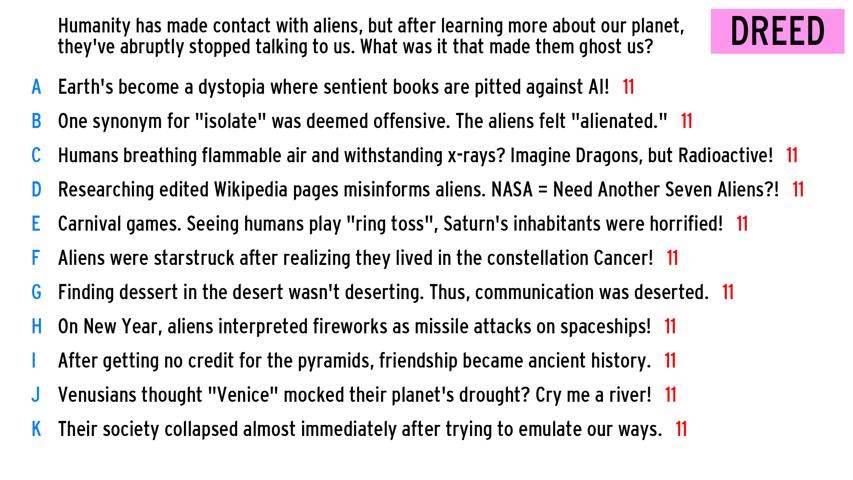 Humanity has made contact with aliens, but after learning more about our planet,
they've abruptly stopped talking to us. What was it that made them ghost us?
DREED
A Earth's become a dystopia where sentient books are pitted against AI! 11
B One synonym for "isolate" was deemed offensive. The aliens felt "alienated." 11
C Humans breathing flammable air and withstanding x-rays? Imagine Dragons, but Radioactive! 11
D Researching edited Wikipedia pages misinforms aliens. NASA = Need Another Seven Aliens?! 11
E Carnival games. Seeing humans play "ring toss", Saturn's inhabitants were horrified! 11
F Aliens were starstruck after realizing they lived in the constellation Cancer! 11
G Finding dessert in the desert wasn't deserting. Thus, communication was deserted. 11
H On New Year, aliens interpreted fireworks as missile attacks on spaceships! 11
I After getting no credit for the pyramids, friendship became ancient history. 11
J Venusians thought "Venice" mocked their planet's drought? Cry me a river! 11
K Their society collapsed almost immediately after trying to emulate our ways. 11